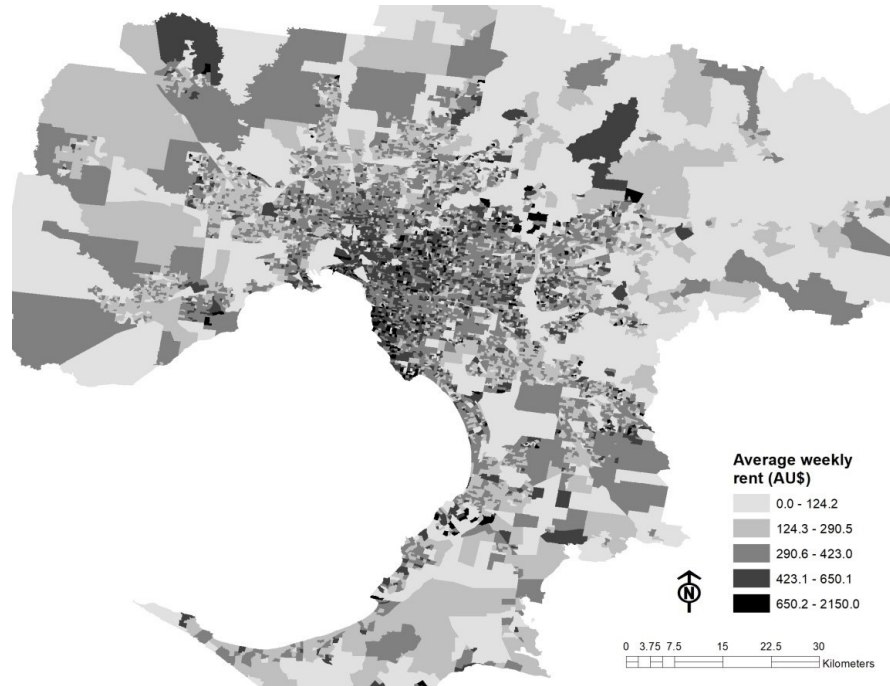 Average weekly
rent (AU$)
0.0 - 124.2
124.3 - 290.5
290.6 - 423.0
423.1 - 650.1
650.2 - 2150.0
N
0 3.75 7.5 15 22.5 30
Kilometers